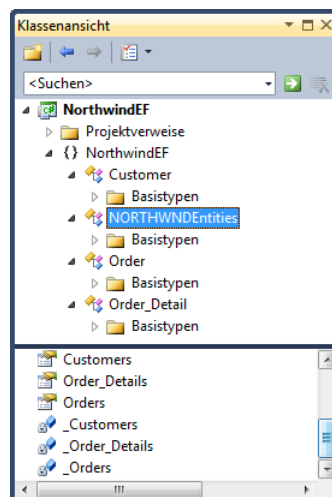 Klassenansicht
<Suchen>
NorthwindEF
Projektverweise
{} NorthwindEF
Customer
Basistypen
NORTHWNDEntities
Basistypen
Order
Basistypen
Order_Detail
Basistypen
Customers
Order_Details
Orders
_Customers
_Order_Details
_Orders